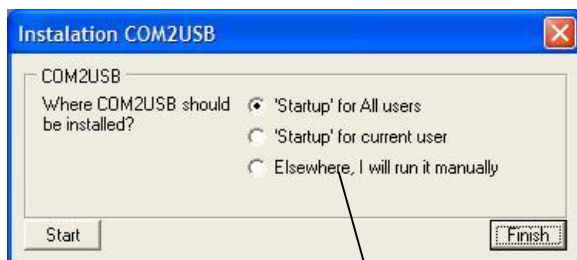 Instalation COM2USB
COM2USB
Where COM2USB should
be installed?
'Startup' for All users
'Startup' for current user
Elsewhere, I will run it manually
Start
Finish